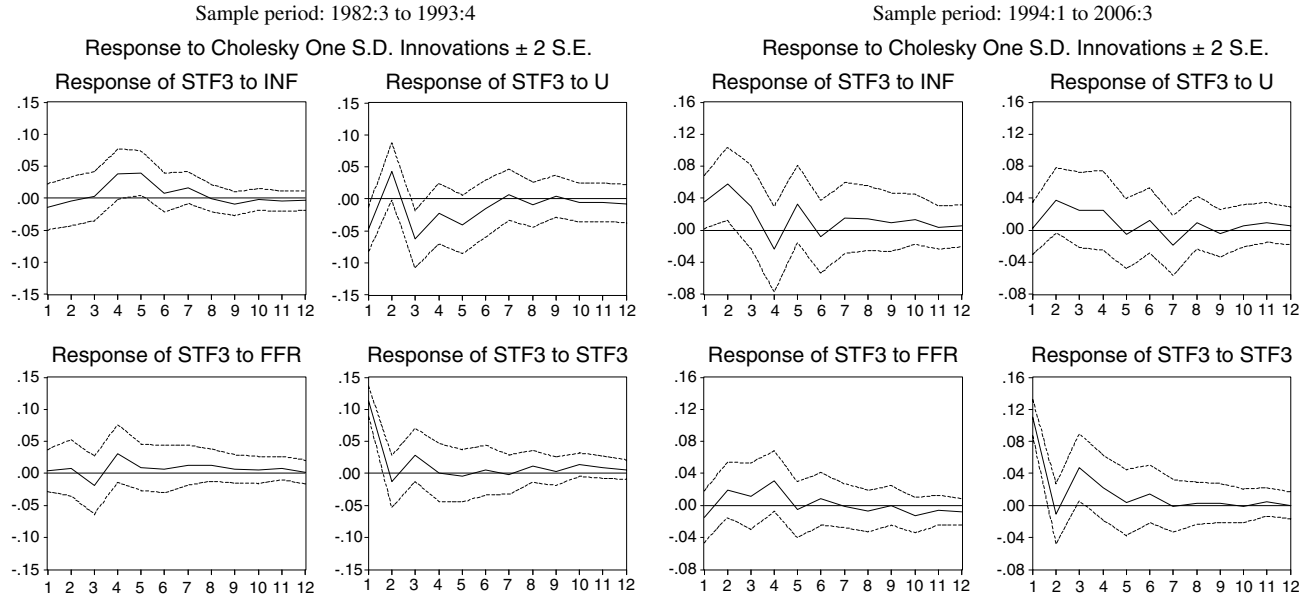 Sample period: 1982:3 to 1993:4
Response to Cholesky One S.D. Innovations ± 2 S.E.
Response of STF3 to INF
.15
.10
.05
.00
-.05
-.10
-.15
1 2 3 4 5 6 7 8 9 10 11 12
Response of STF3 to U
.15
.10
.05
.00
-.05
-.10
-.15
1 2 3 4 5 6 7 8 9 10 11 12
Response of STF3 to FFR
.15
.10
.05
.00
-.05
-.10
-.15
1 2 3 4 5 6 7 8 9 10 11 12
Response of STF3 to STF3
.15
.10
.05
.00
-.05
-.10
-.15
1 2 3 4 5 6 7 8 9 10 11 12
Sample period: 1994:1 to 2006:3
Response to Cholesky One S.D. Innovations ± 2 S.E.
Response of STF3 to INF
.16
.12
.08
.04
.00
-.04
-.08
1 2 3 4 5 6 7 8 9 10 11 12
Response of STF3 to U
.16
.12
.08
.04
.00
-.04
-.08
1 2 3 4 5 6 7 8 9 10 11 12
Response of STF3 to FFR
.16
.12
.08
.04
.00
-.04
-.08
1 2 3 4 5 6 7 8 9 10 11 12
Response of STF3 to STF3
.16
.12
.08
.04
.00
-.04
-.08
1 2 3 4 5 6 7 8 9 10 11 12